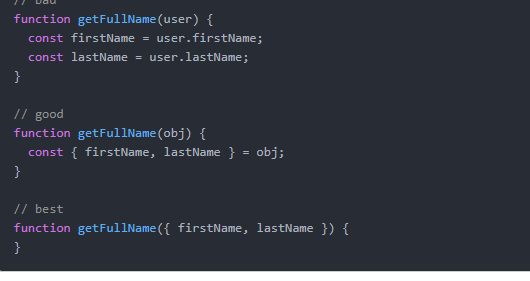 // bad
function getFullName(user) {
  const firstName = user.firstName;
  const lastName = user.lastName;
}
// good
function getFullName(obj) {
  const { firstName, lastName } = obj;
}
// best
function getFullName({ firstName, lastName }) {
}